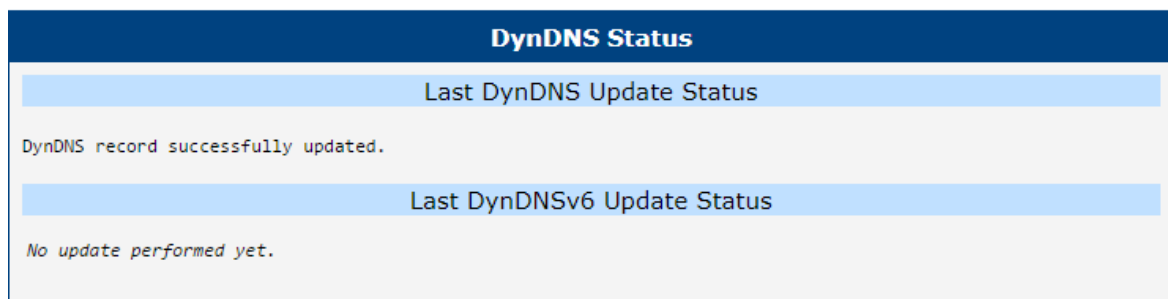 DynDNS Status
Last DynDNS Update Status
DynDNS record successfully updated.
Last DynDNSv6 Update Status
No update performed yet.